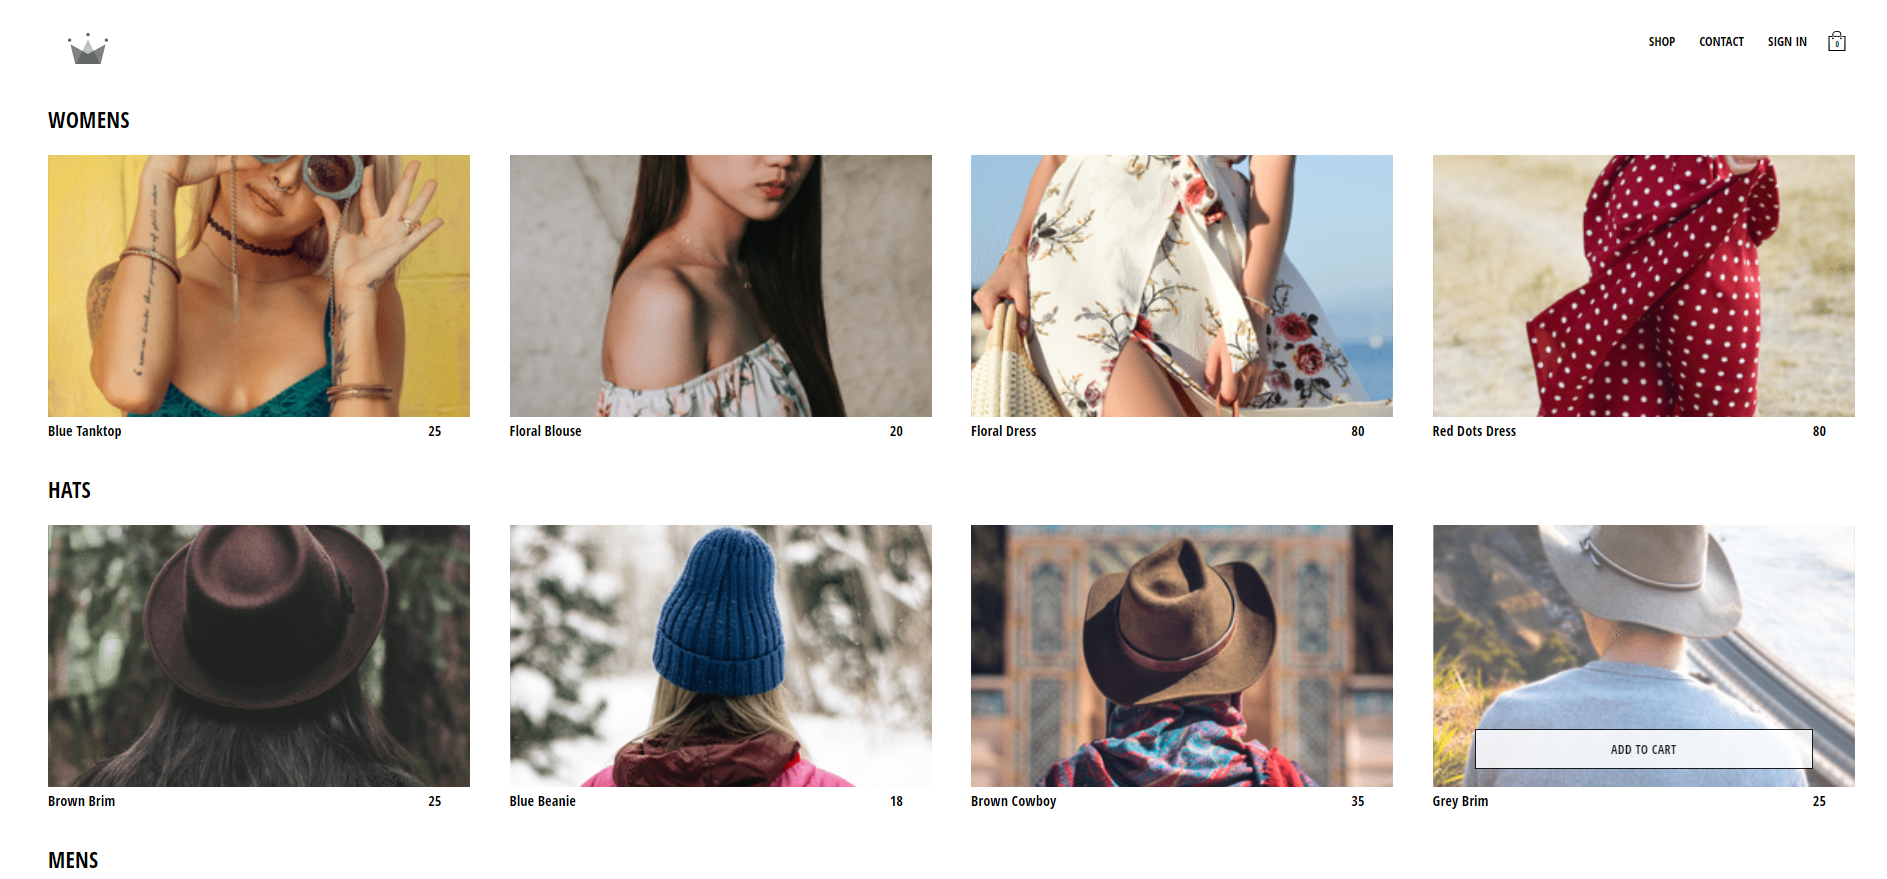 SHOP CONTACT SIGN IN 0
WOMENS
Blue Tanktop 25
Floral Blouse 20
Floral Dress 80
Red Dots Dress 80
HATS
ADD TO CART
Brown Brim 25
Blue Beanie 18
Brown Cowboy 35
Grey Brim 25
MENS